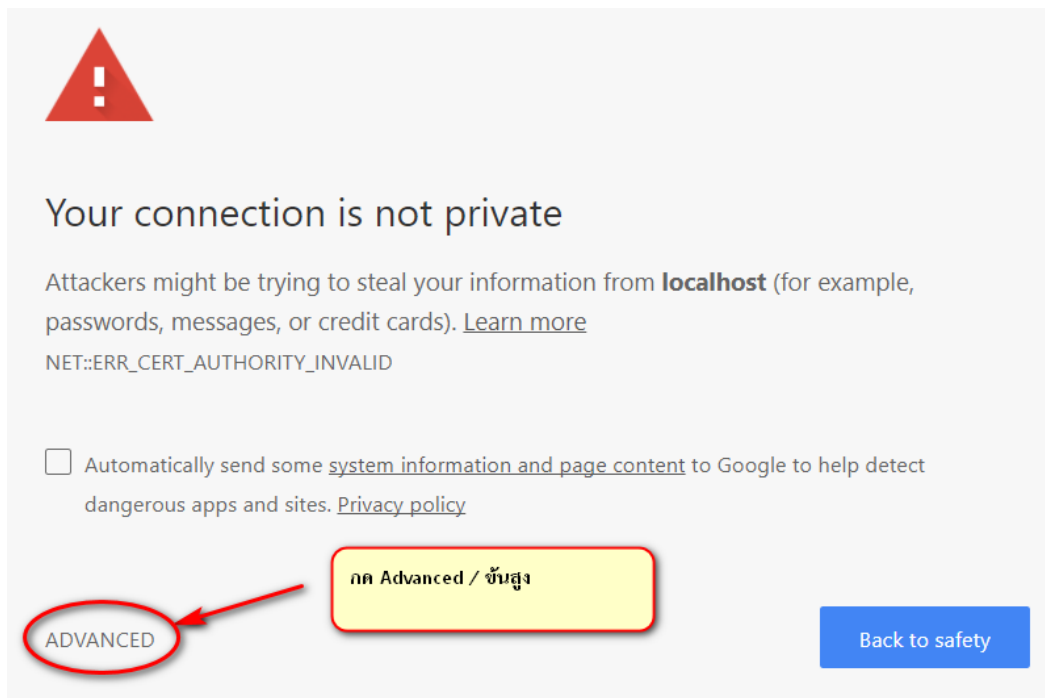 Your connection is not private
Attackers might be trying to steal your information from localhost (for example,
passwords, messages, or credit cards). Learn more
NET::ERR_CERT_AUTHORITY_INVALID
Automatically send some system information and page content to Google to help detect
dangerous apps and sites. Privacy policy
กด Advanced / ขั้นสูง
ADVANCED
Back to safety